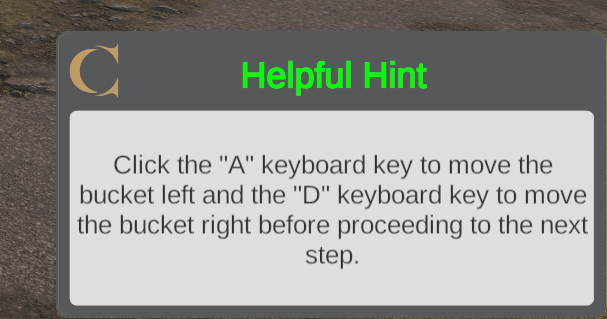 C
Helpful Hint
Click the "A" keyboard key to move the
bucket left and the "D" keyboard key to move
the bucket right before proceeding to the next
step.